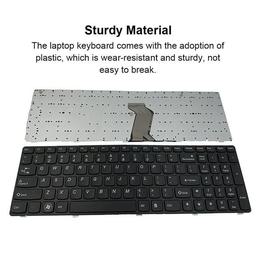 Sturdy Material
The laptop keyboard comes with the adoption of
plastic, which is wear-resistant and sturdy, not
easy to break.